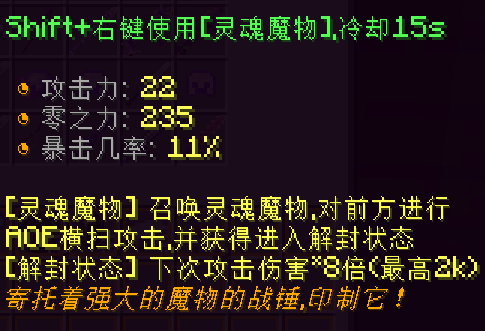 Shift+右键使用[灵魂魔物],冷却15s
攻击力: 22
零之力: 235
暴击几率: 11%
[灵魂魔物] 召唤灵魂魔物,对前方进行
AOE横扫攻击,并获得进入解封状态
[解封状态] 下次攻击伤害*8倍(最高2k)
寄托着强大的魔物的战锤,印制它!